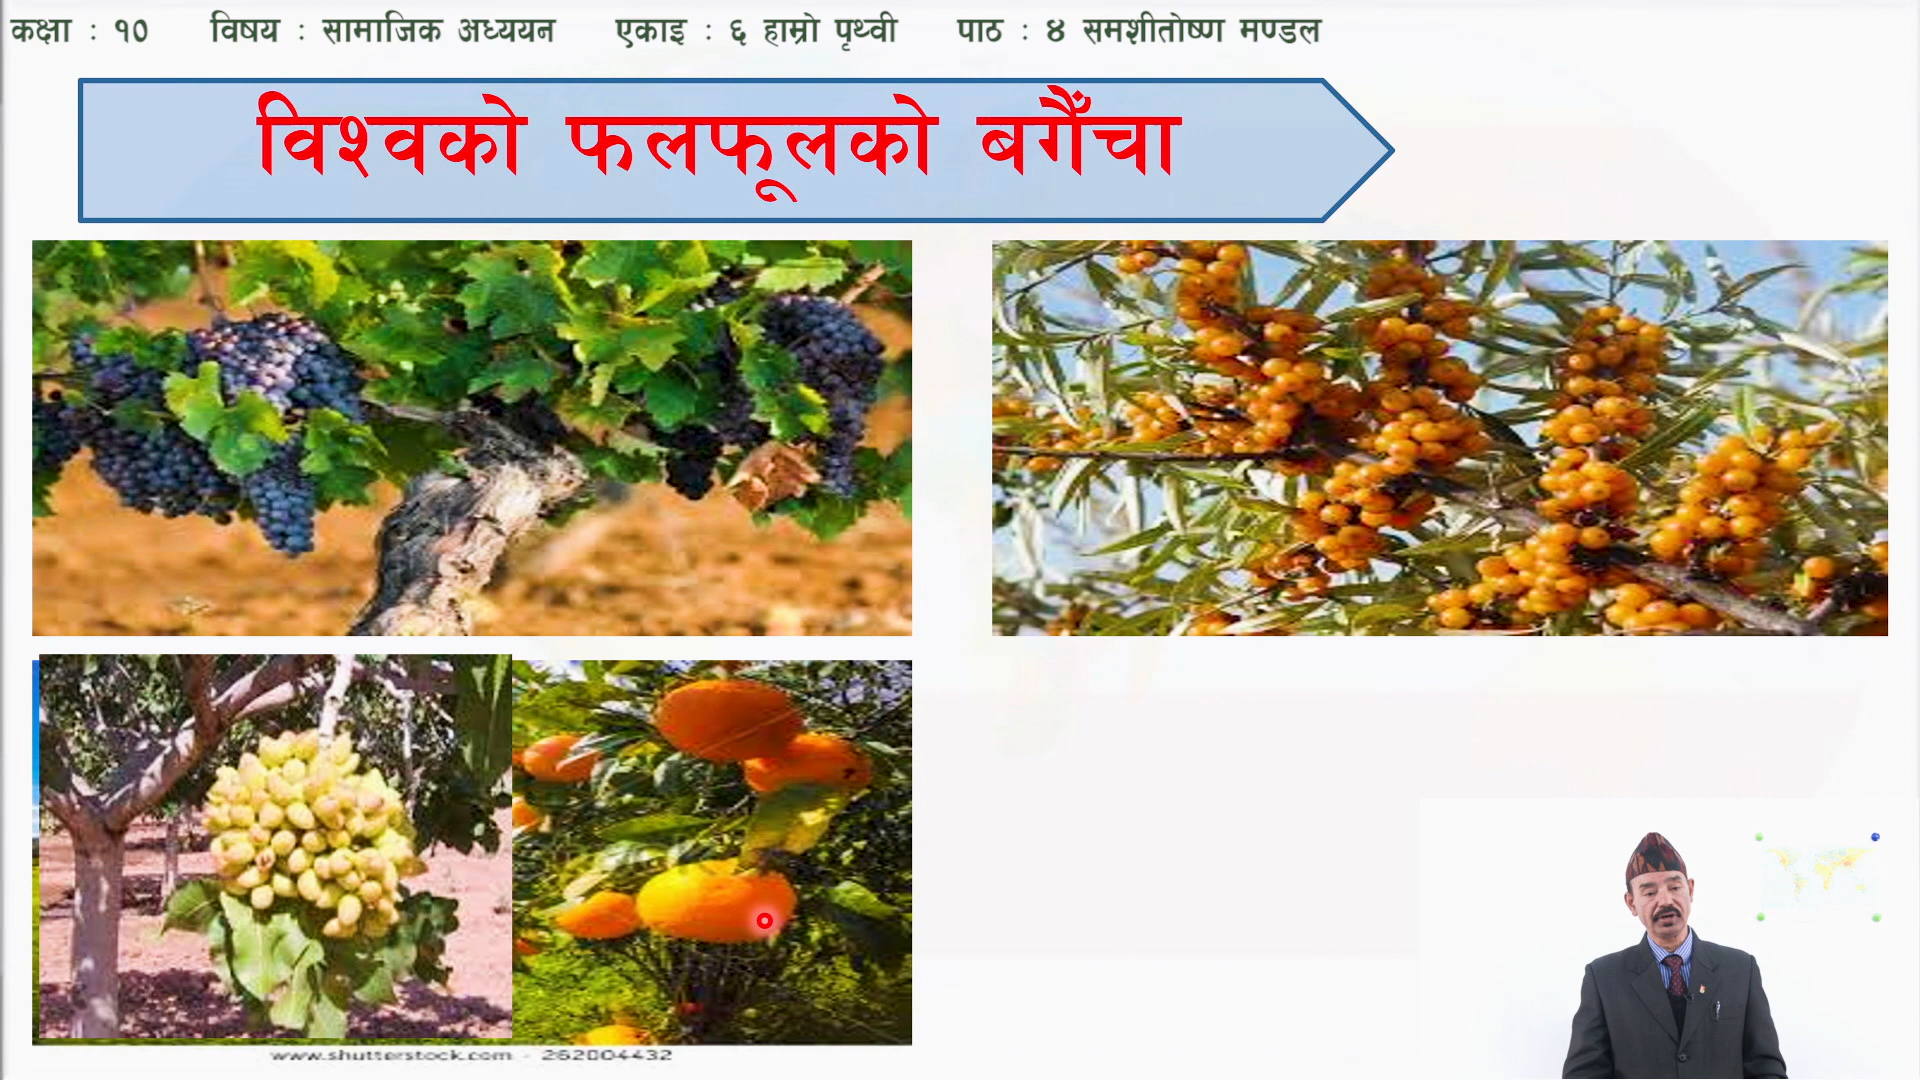 कक्षा : १० विषय : सामाजिक अध्ययन एकाइ : ६ हाम्रो पृथ्वी पाठ : ४ समशीतोष्ण मण्डल
विश्वको फलफूलको बगैँचा
www.shutterstock.com - 262004432